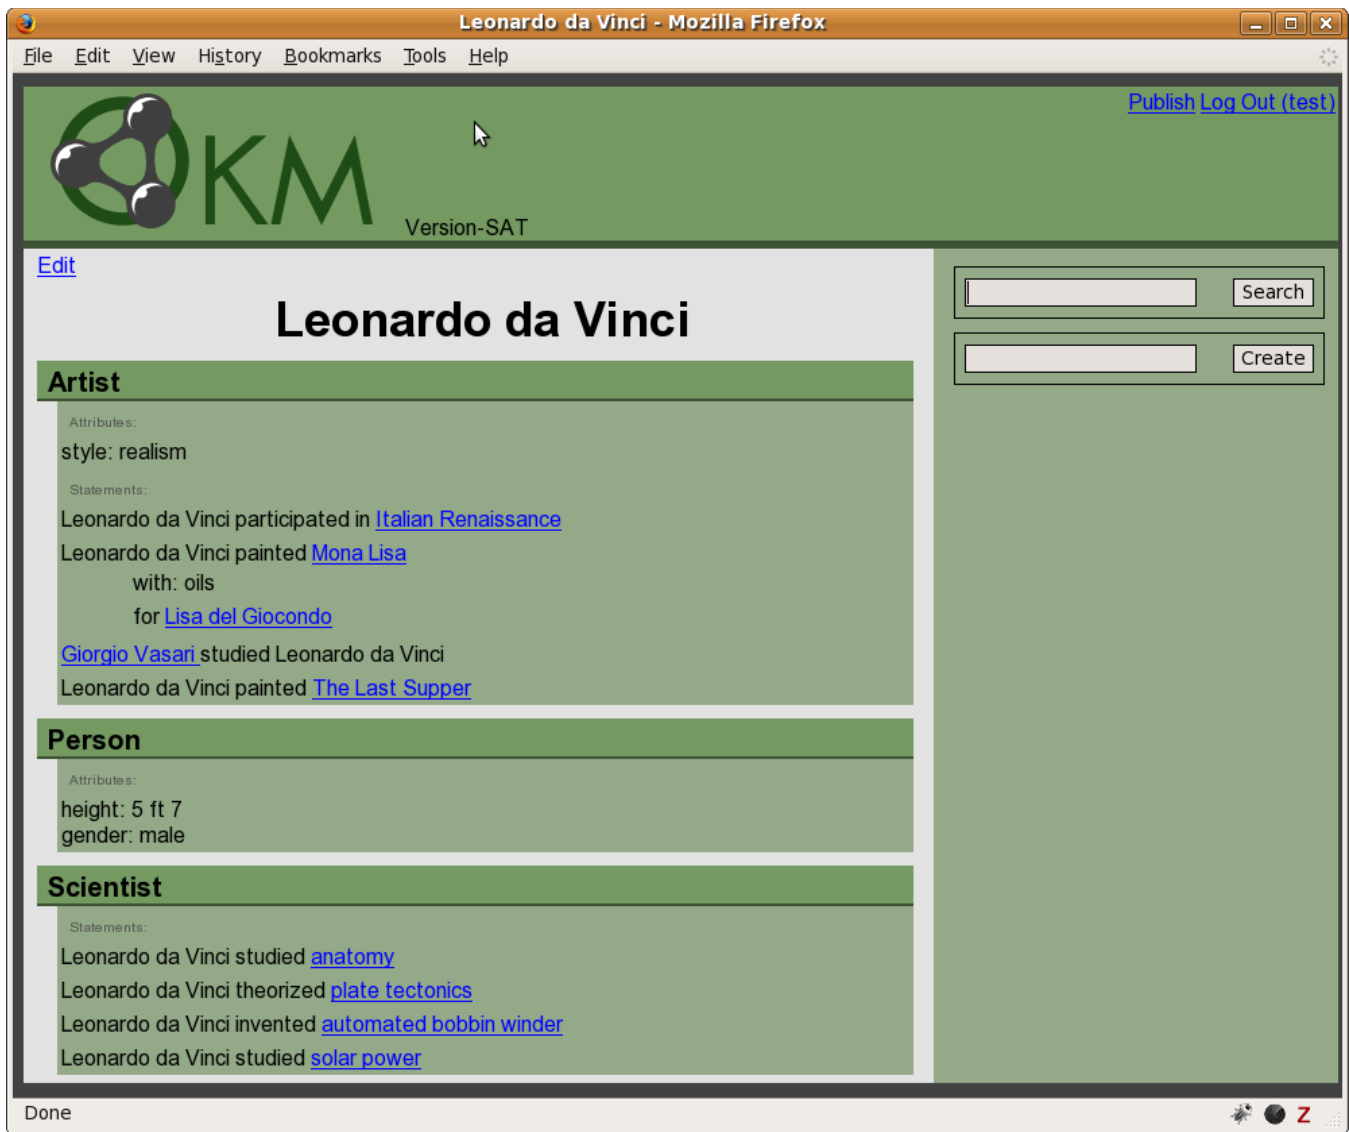 Leonardo da Vinci - Mozilla Firefox
File Edit View History Bookmarks Tools Help
Publish Log Out (test)
KM
Version-SAT
Edit
Search
Leonardo da Vinci
Create
Artist
Attributes:
style: realism
Statements:
Leonardo da Vinci participated in Italian Renaissance
Leonardo da Vinci painted Mona Lisa
with: oils
for Lisa del Giocondo
Giorgio Vasari studied Leonardo da Vinci
Leonardo da Vinci painted The Last Supper
Person
Attributes:
height: 5 ft 7
gender: male
Scientist
Statements:
Leonardo da Vinci studied anatomy
Leonardo da Vinci theorized plate tectonics
Leonardo da Vinci invented automated bobbin winder
Leonardo da Vinci studied solar power
Done
Z